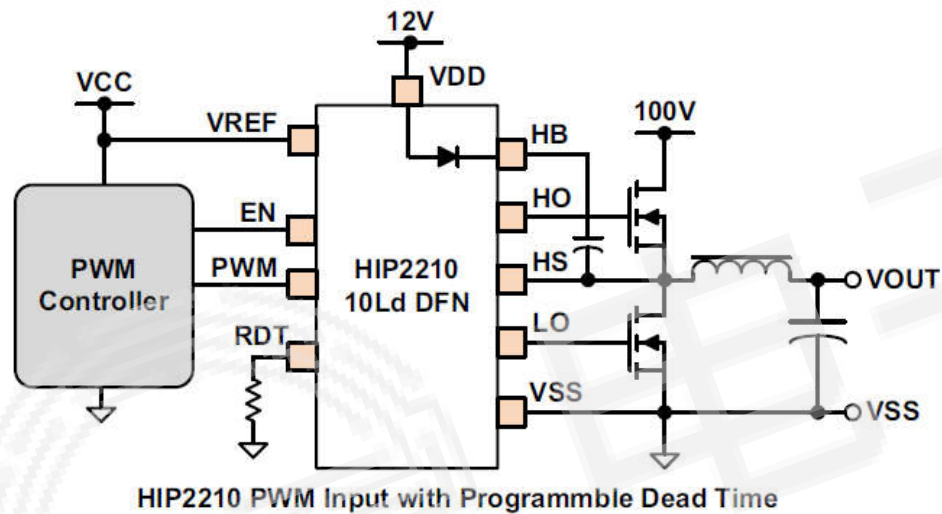 12V
VDD
VCC
VREF
HB
100V
EN
HO
PWM
Controller
PWM
HIP2210
10Ld DFN
HS
VOUT
RDT
LO
VSS
VSS
HIP2210 PWM Input with Programmble Dead Time